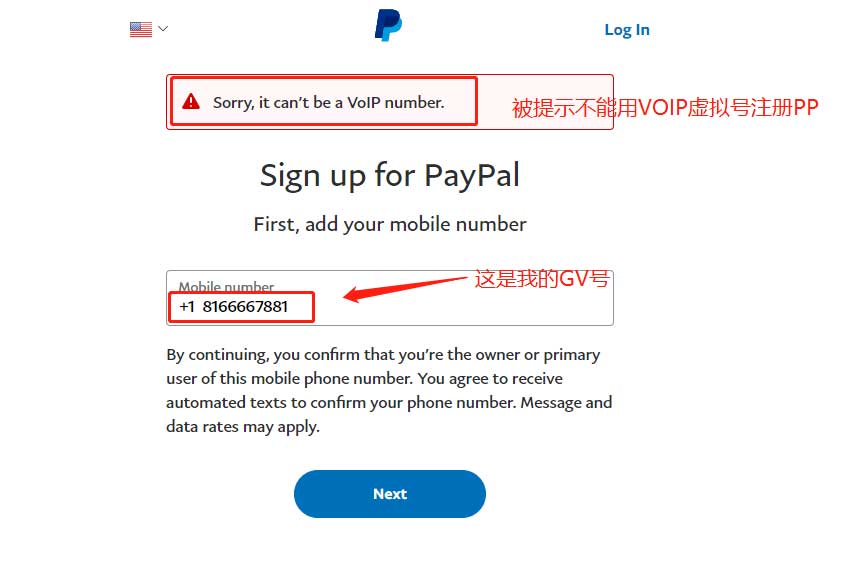 Log In
Sorry, it can't be a VoIP number.
被提示不能用VOIP虚拟号注册PP
Sign up for PayPal
First, add your mobile number
Mobile number
这是我的GV号
+1 8166667881
By continuing, you confirm that you're the owner or primary
user of this mobile phone number. You agree to receive
automated texts to confirm your phone number. Message and
data rates may apply.
Next